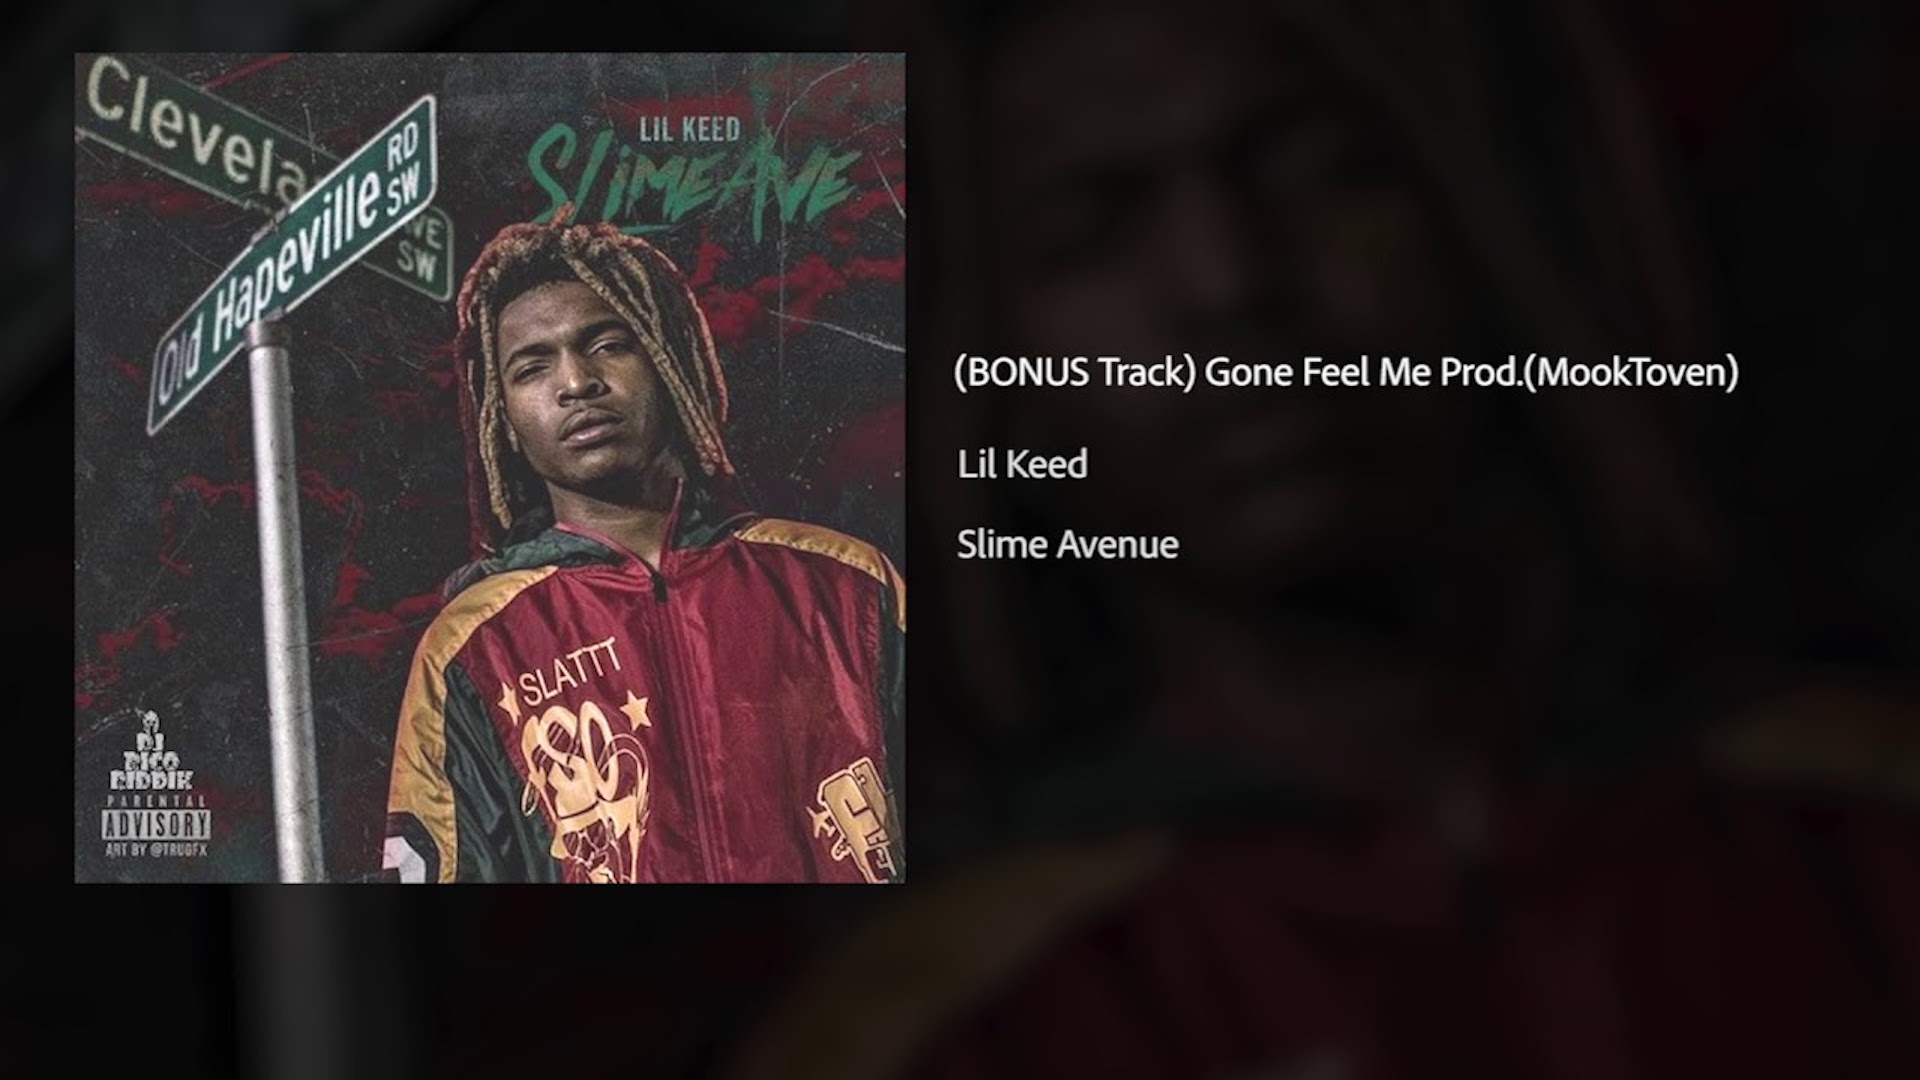 Clevela
Old Hapeville RD SW
VE
SW
LIL KEED
SlimeAve
SLATTT
DJ
RICO
RIDDIK
PARENTAL
ADVISORY
ART BY @TRUGFX
(BONUS Track) Gone Feel Me Prod.(MookToven)
Lil Keed
Slime Avenue